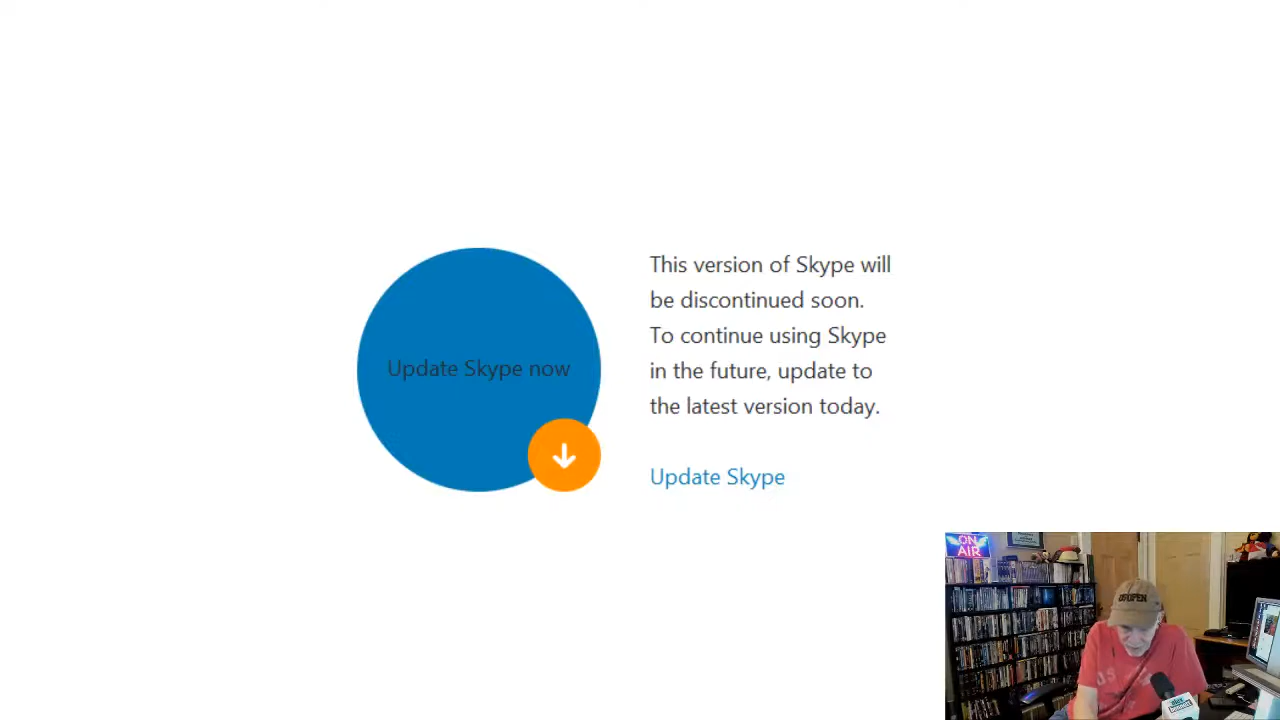 This version of Skype will
be discontinued soon.
To continue using Skype
in the future, update to
the latest version today.
Update Skype now
Update Skype
ON
AIR